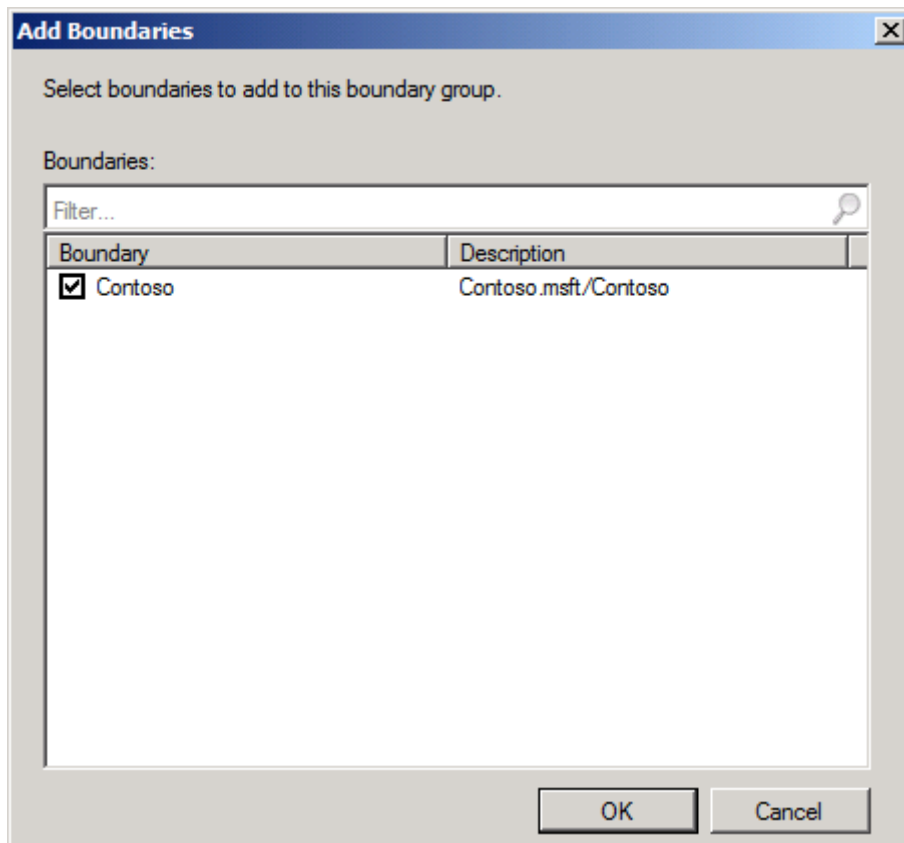 Add Boundaries
Select boundaries to add to this boundary group.
Boundaries:
Filter...
Boundary Description
Contoso Contoso.msft/Contoso
OK Cancel